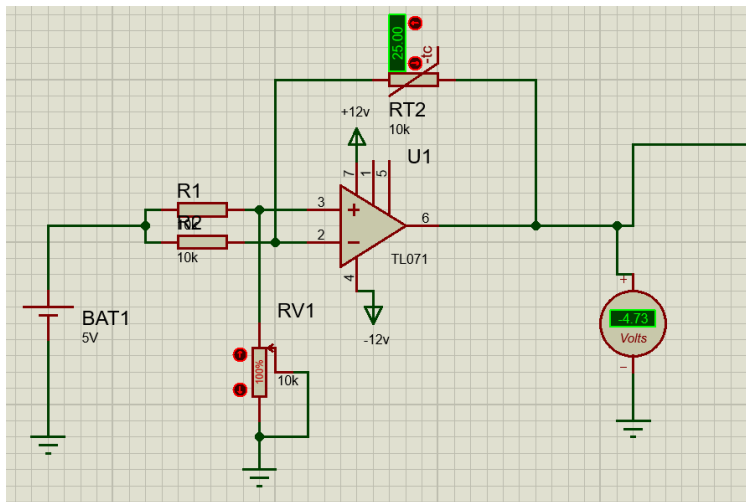 25.00
-tc
RT2
10k
+12v
U1
7
1
5
R1
R2
10k
3
+
2
−
6
TL071
4
-12v
BAT1
5V
RV1
100%
10k
+
-4.73
Volts
−